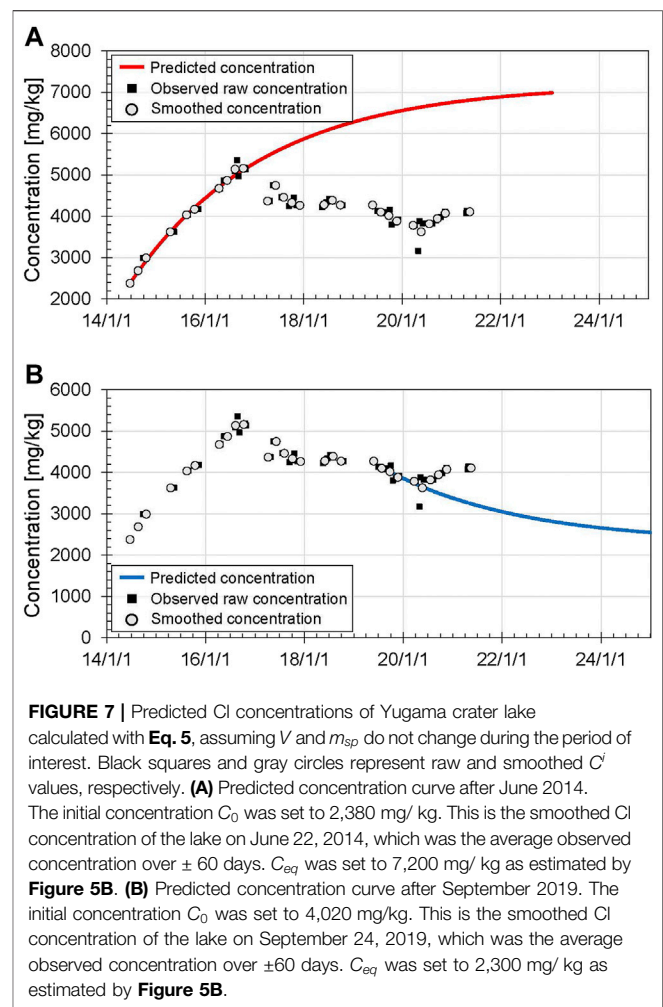 A
8000
7000
6000
5000
4000
3000
2000
Concentration [mg/kg]
Predicted concentration
Observed raw concentration
Smoothed concentration
14/1/1 16/1/1 18/1/1 20/1/1 22/1/1 24/1/1
B
6000
5000
4000
3000
2000
1000
0
Concentration [mg/kg]
Predicted concentration
Observed raw concentration
Smoothed concentration
14/1/1 16/1/1 18/1/1 20/1/1 22/1/1 24/1/1
FIGURE 7 | Predicted Cl concentrations of Yugama crater lake
calculated with Eq. 5, assuming V and msp do not change during the period of
interest. Black squares and gray circles represent raw and smoothed Ci
values, respectively. (A) Predicted concentration curve after June 2014.
The initial concentration C0 was set to 2,380 mg/ kg. This is the smoothed Cl
concentration of the lake on June 22, 2014, which was the average observed
concentration over ± 60 days. Ceq was set to 7,200 mg/ kg as estimated by
Figure 5B. (B) Predicted concentration curve after September 2019. The
initial concentration C0 was set to 4,020 mg/kg. This is the smoothed Cl
concentration of the lake on September 24, 2019, which was the average
observed concentration over ±60 days. Ceq was set to 2,300 mg/ kg as
estimated by Figure 5B.